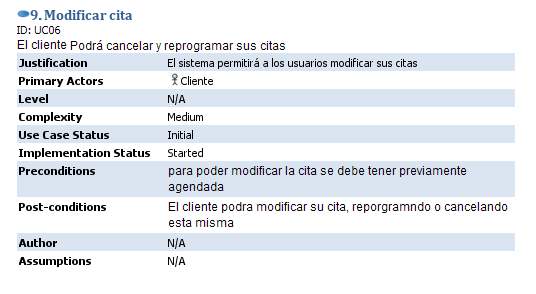 9. Modificar cita
ID: UC06
El cliente Podrá cancelar y reprogramar sus citas
Justification El sistema permitirá a los usuarios modificar sus citas
Primary Actors Cliente
Level N/A
Complexity Medium
Use Case Status Initial
Implementation Status Started
Preconditions para poder modificar la cita se debe tener previamente
agendada
Post-conditions El cliente podra modificar su cita, reporgramndo o cancelando
esta misma
Author N/A
Assumptions N/A